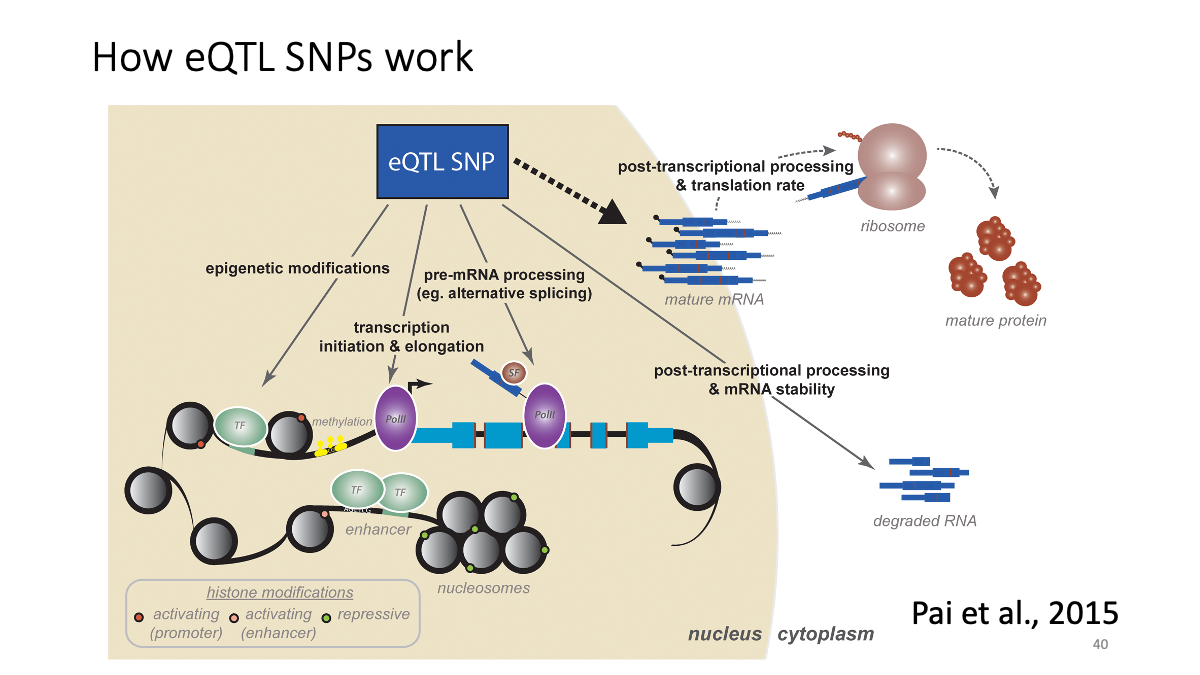 How eQTL SNPs work
eQTL SNP
post-transcriptional processing
& translation rate
ribosome
epigenetic modifications
pre-mRNA processing
(eg. alternative splicing)
mature mRNA
mature protein
transcription
initiation & elongation
post-transcriptional processing
& mRNA stability
SF
TF
methylation
PolII
PolII
TF
TF
enhancer
degraded RNA
nucleosomes
histone modifications
activating
(promoter)
activating
(enhancer)
repressive
nucleus
cytoplasm
Pai et al., 2015
40